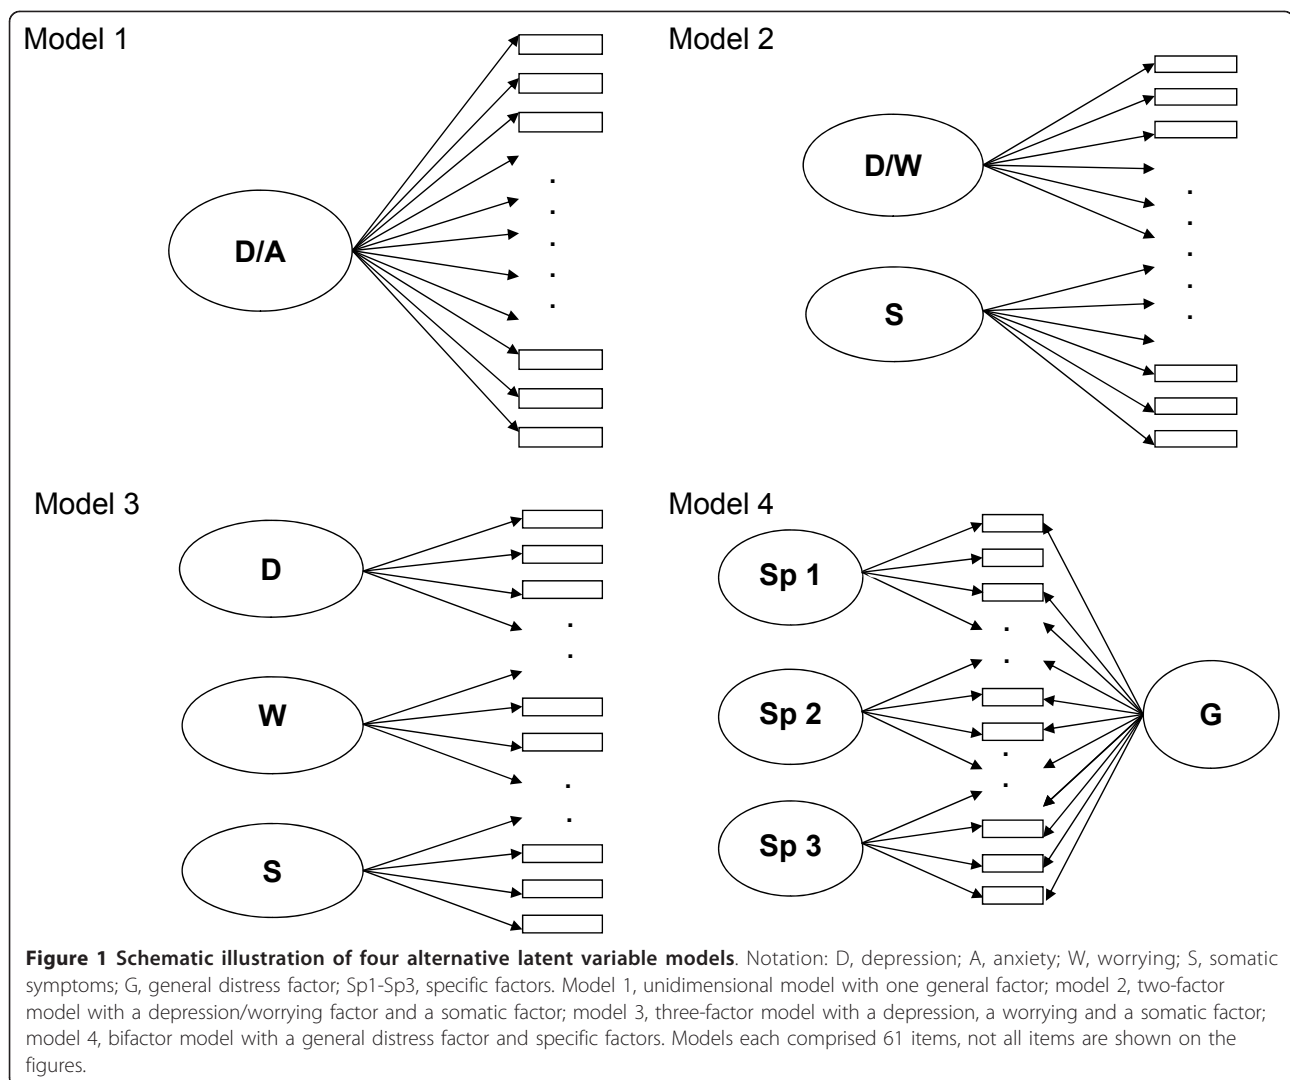 Model 1
D/A
Model 2
D/W
S
Model 3
D
W
S
Model 4
Sp 1
Sp 2
Sp 3
G
Figure 1 Schematic illustration of four alternative latent variable models. Notation: D, depression; A, anxiety; W, worrying; S, somatic
symptoms; G, general distress factor; Sp1-Sp3, specific factors. Model 1, unidimensional model with one general factor; model 2, two-factor
model with a depression/worrying factor and a somatic factor; model 3, three-factor model with a depression, a worrying and a somatic factor;
model 4, bifactor model with a general distress factor and specific factors. Models each comprised 61 items, not all items are shown on the
figures.